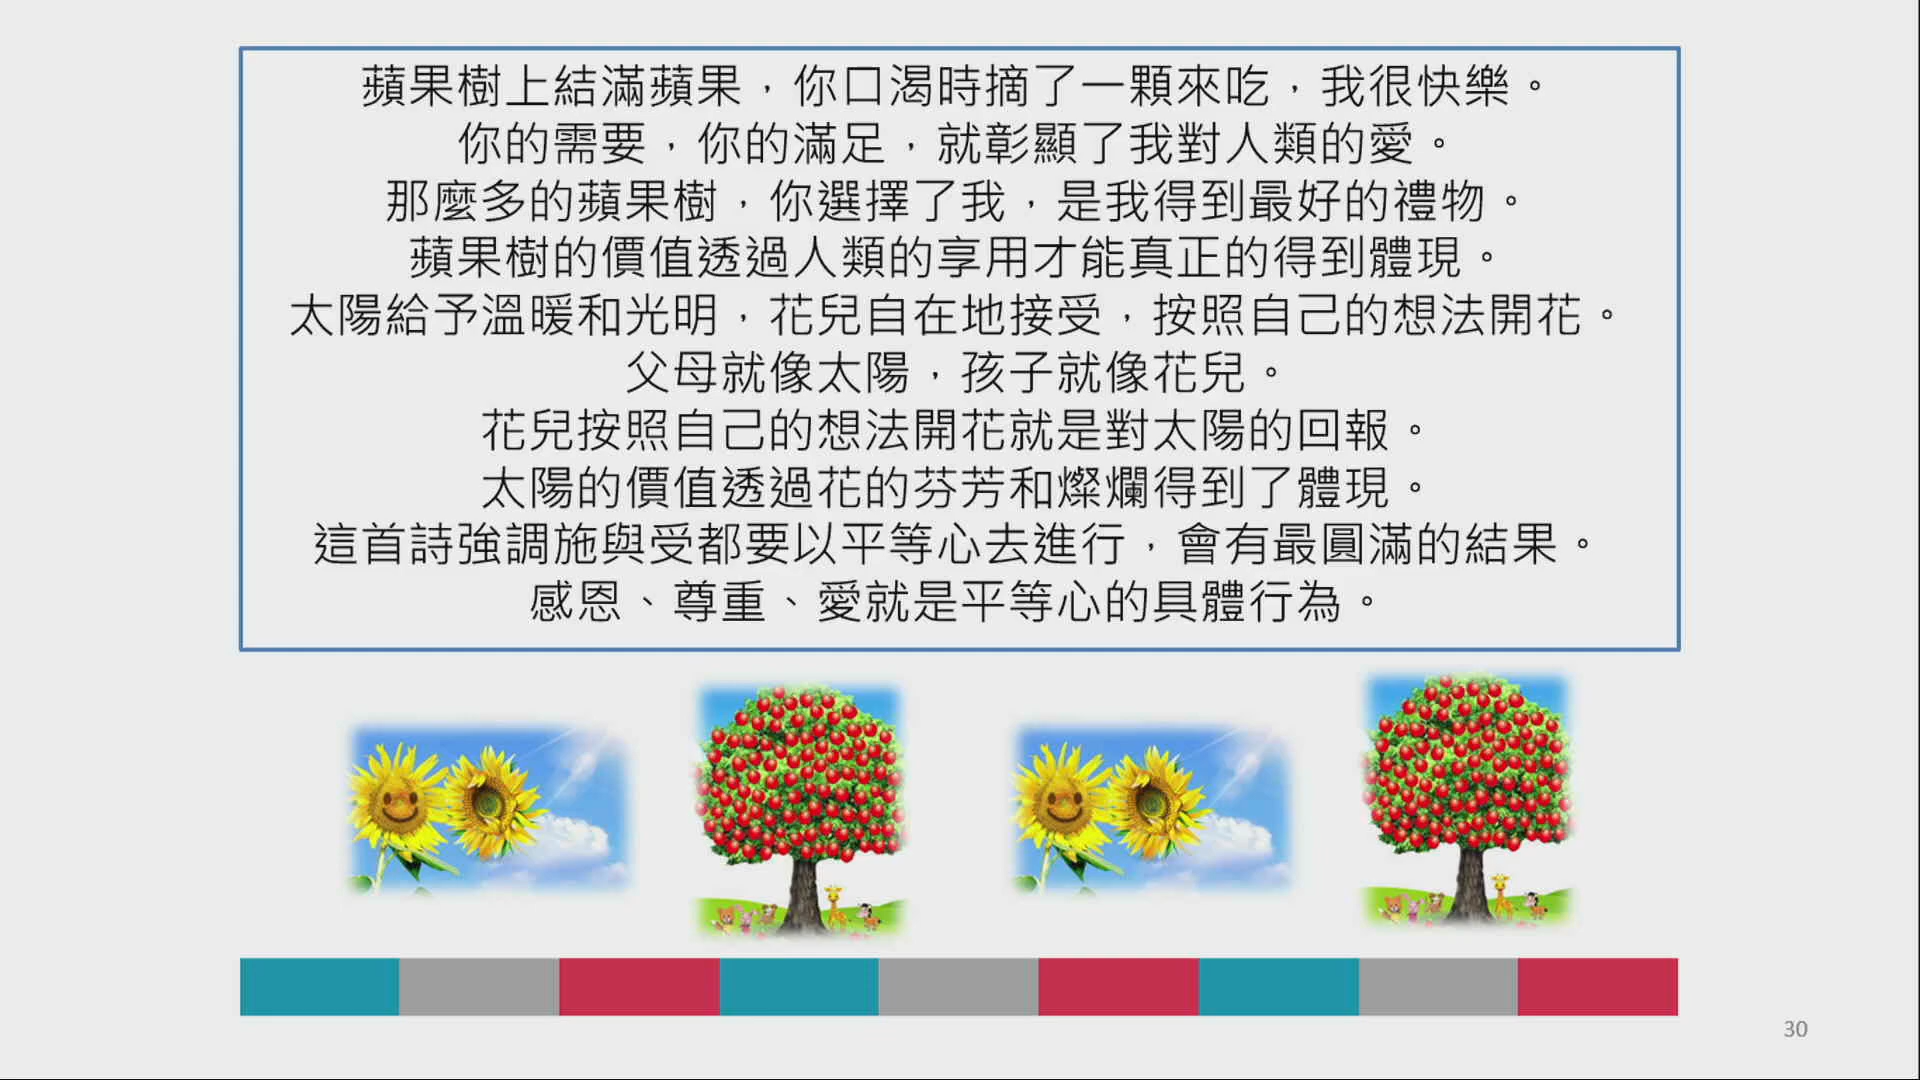 蘋果樹上結滿蘋果，你口渴時摘了一顆來吃，我很快樂。
你的需要，你的滿足，就彰顯了我對人類的愛。
那麼多的蘋果樹，你選擇了我，是我得到最好的禮物。
蘋果樹的價值透過人類的享用才能真正的得到體現。
太陽給予溫暖和光明，花兒自在地接受，按照自己的想法開花。
父母就像太陽，孩子就像花兒。
花兒按照自己的想法開花就是對太陽的回報。
太陽的價值透過花的芬芳和燦爛得到了體現。
這首詩強調施與受都要以平等心去進行，會有最圓滿的結果。
感恩、尊重、愛就是平等心的具體行為。
30